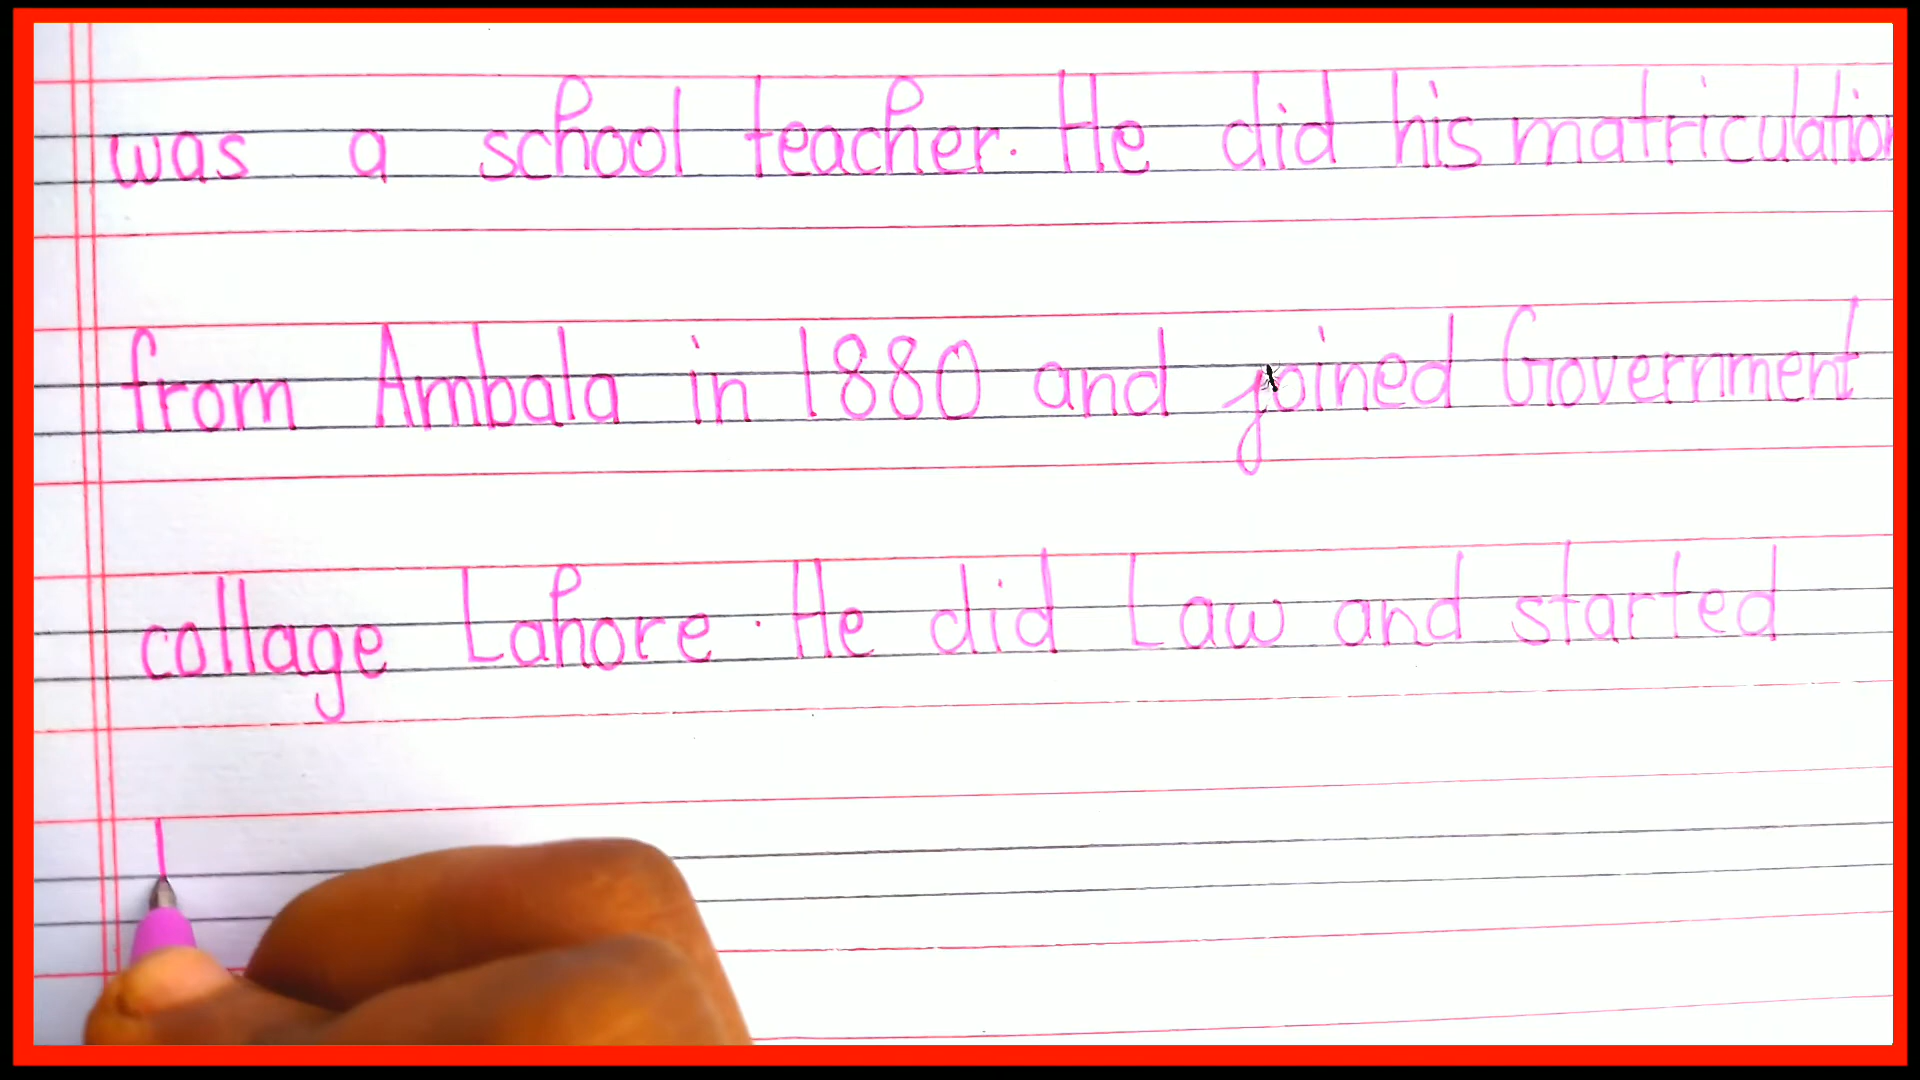 was a school teacher. He did his matriculation
from Ambala in 1880 and joined Government
collage Lahore. He did Law and started